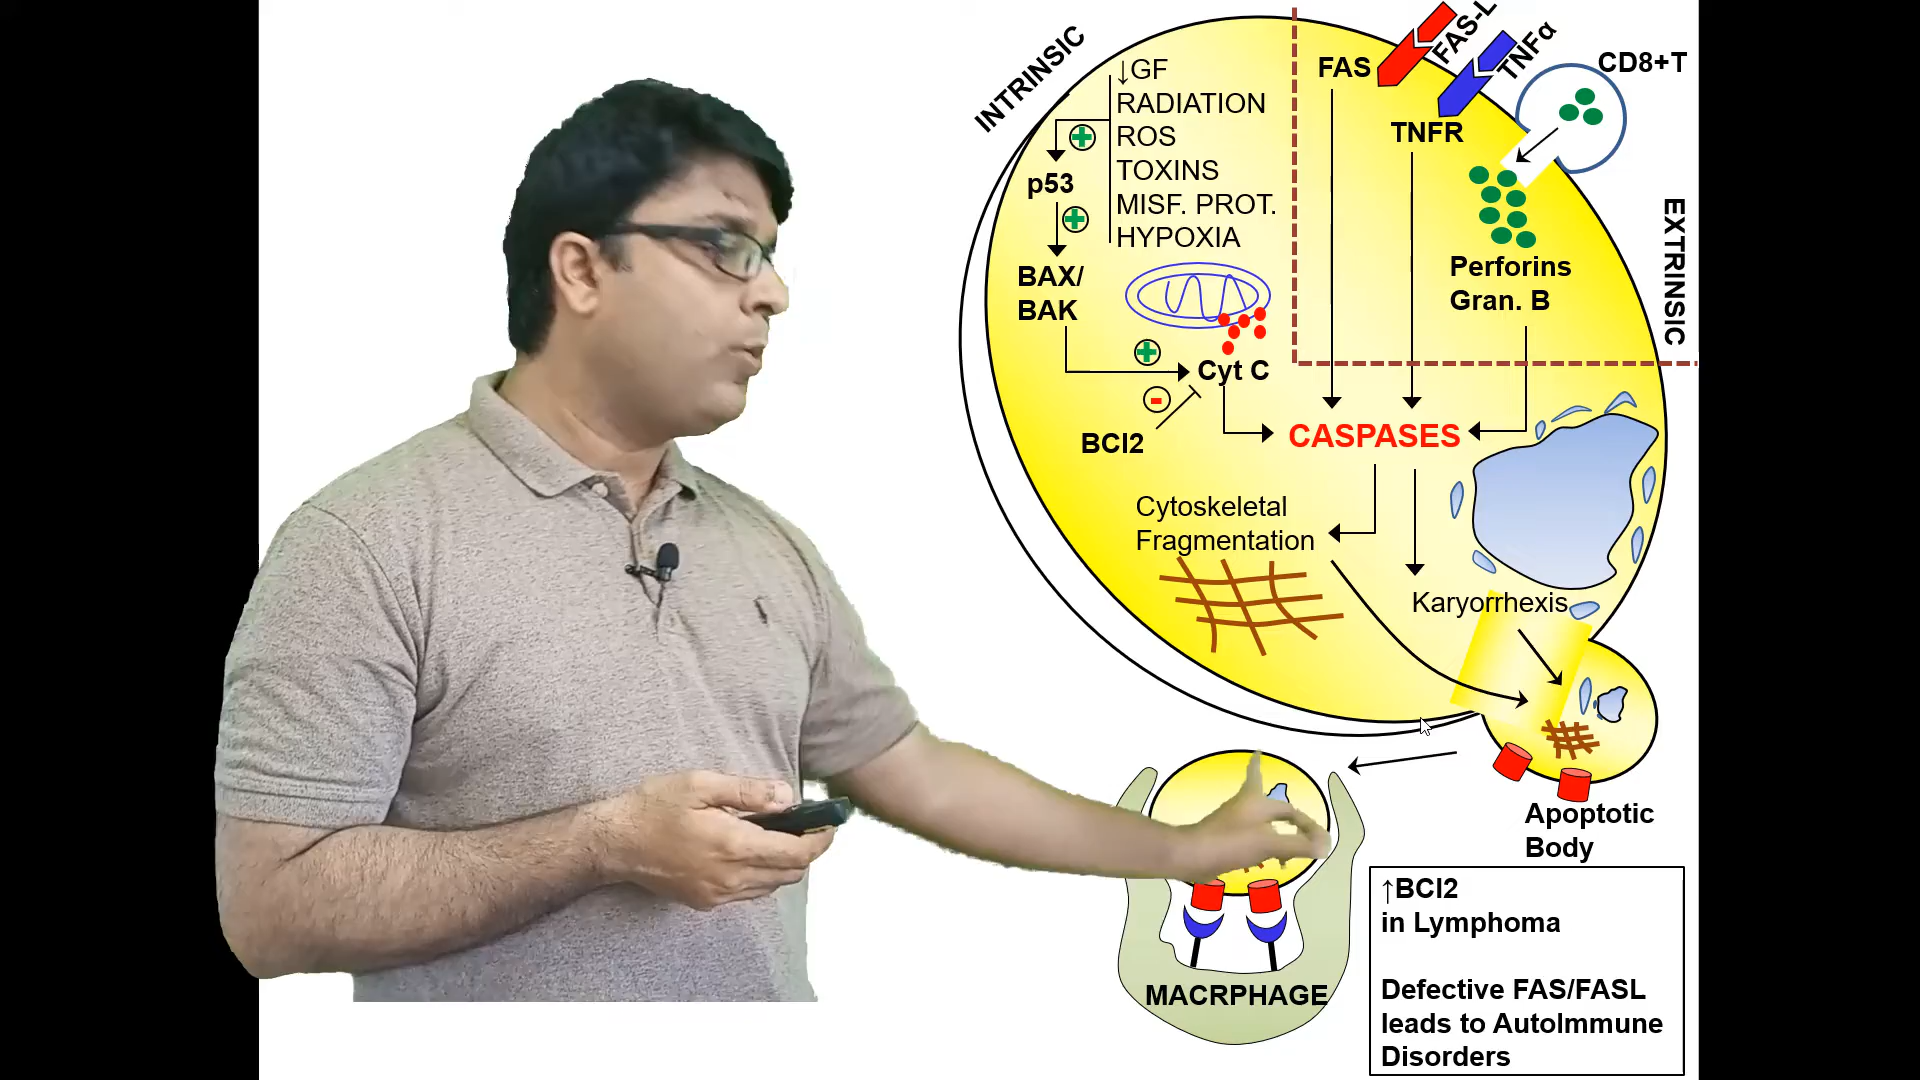 INTRINSIC
↓GF
RADIATION
ROS
TOXINS
MISF. PROT.
HYPOXIA
p53
BAX/
BAK
Cyt C
BCl2
FAS
FAS-L
TNFα
TNFR
CD8+T
Perforins
Gran. B
EXTRINSIC
CASPASES
Cytoskeletal
Fragmentation
Karyorrhexis
Apoptotic
Body
MACRPHAGE
↑BCl2
in Lymphoma
Defective FAS/FASL
leads to AutoImmune
Disorders